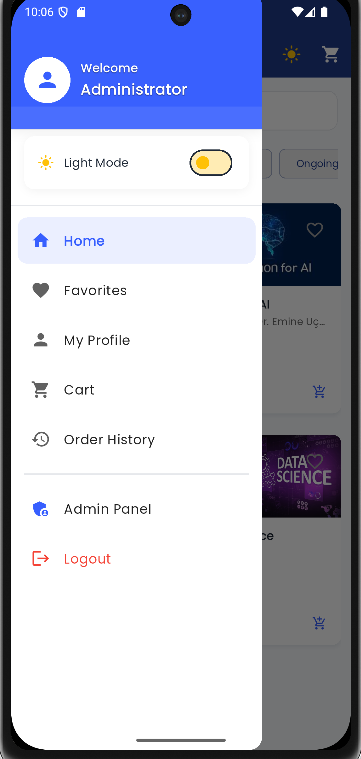 10:06
Welcome
Administrator
Light Mode
Home
Favorites
My Profile
Cart
Order History
Admin Panel
Logout
Ongoing
on for AI
AI
r. Emine Uç...
DATA
SCIENCE
ce